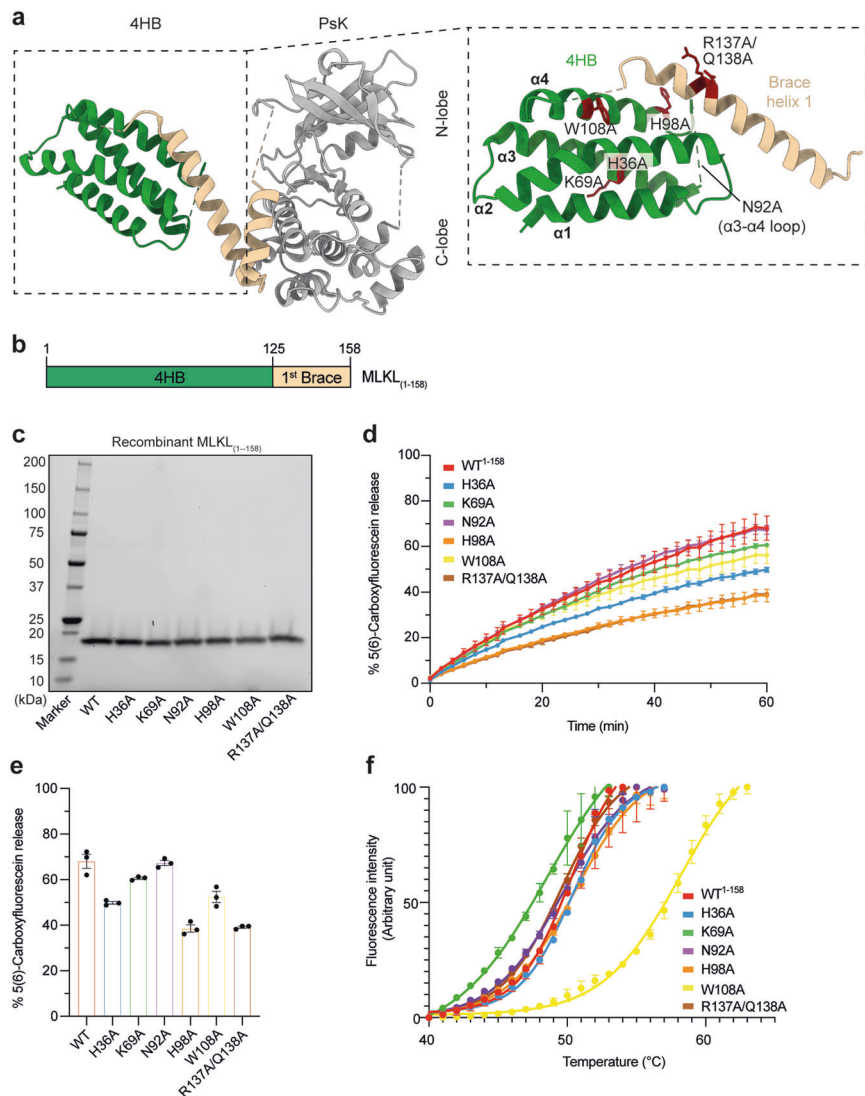 a
4HB
PsK
N-lobe
C-lobe
4HB
R137A/
Q138A
Brace
helix 1
α4
W108A
H98A
α3
H36A
K69A
α2
α1
N92A
(α3-α4 loop)
b
1
125
158
4HB
1st Brace
MLKL(1-158)
c
Recombinant MLKL(1–158)
200
150
100
75
50
37
25
20
15
10
(kDa)
Marker
WT
H36A
K69A
N92A
H98A
W108A
R137A/Q138A
d
% 5(6)-Carboxyfluorescein release
100
80
60
40
20
0
WT1-158
H36A
K69A
N92A
H98A
W108A
R137A/Q138A
0
20
40
60
Time (min)
e
% 5(6)-Carboxyfluorescein release
100
80
60
40
20
0
WT
H36A
K69A
N92A
H98A
W108A
R137A/Q138A
f
Fluorescence intensity
(Arbitrary unit)
100
50
0
WT1-158
H36A
K69A
N92A
H98A
W108A
R137A/Q138A
40
50
60
Temperature (°C)